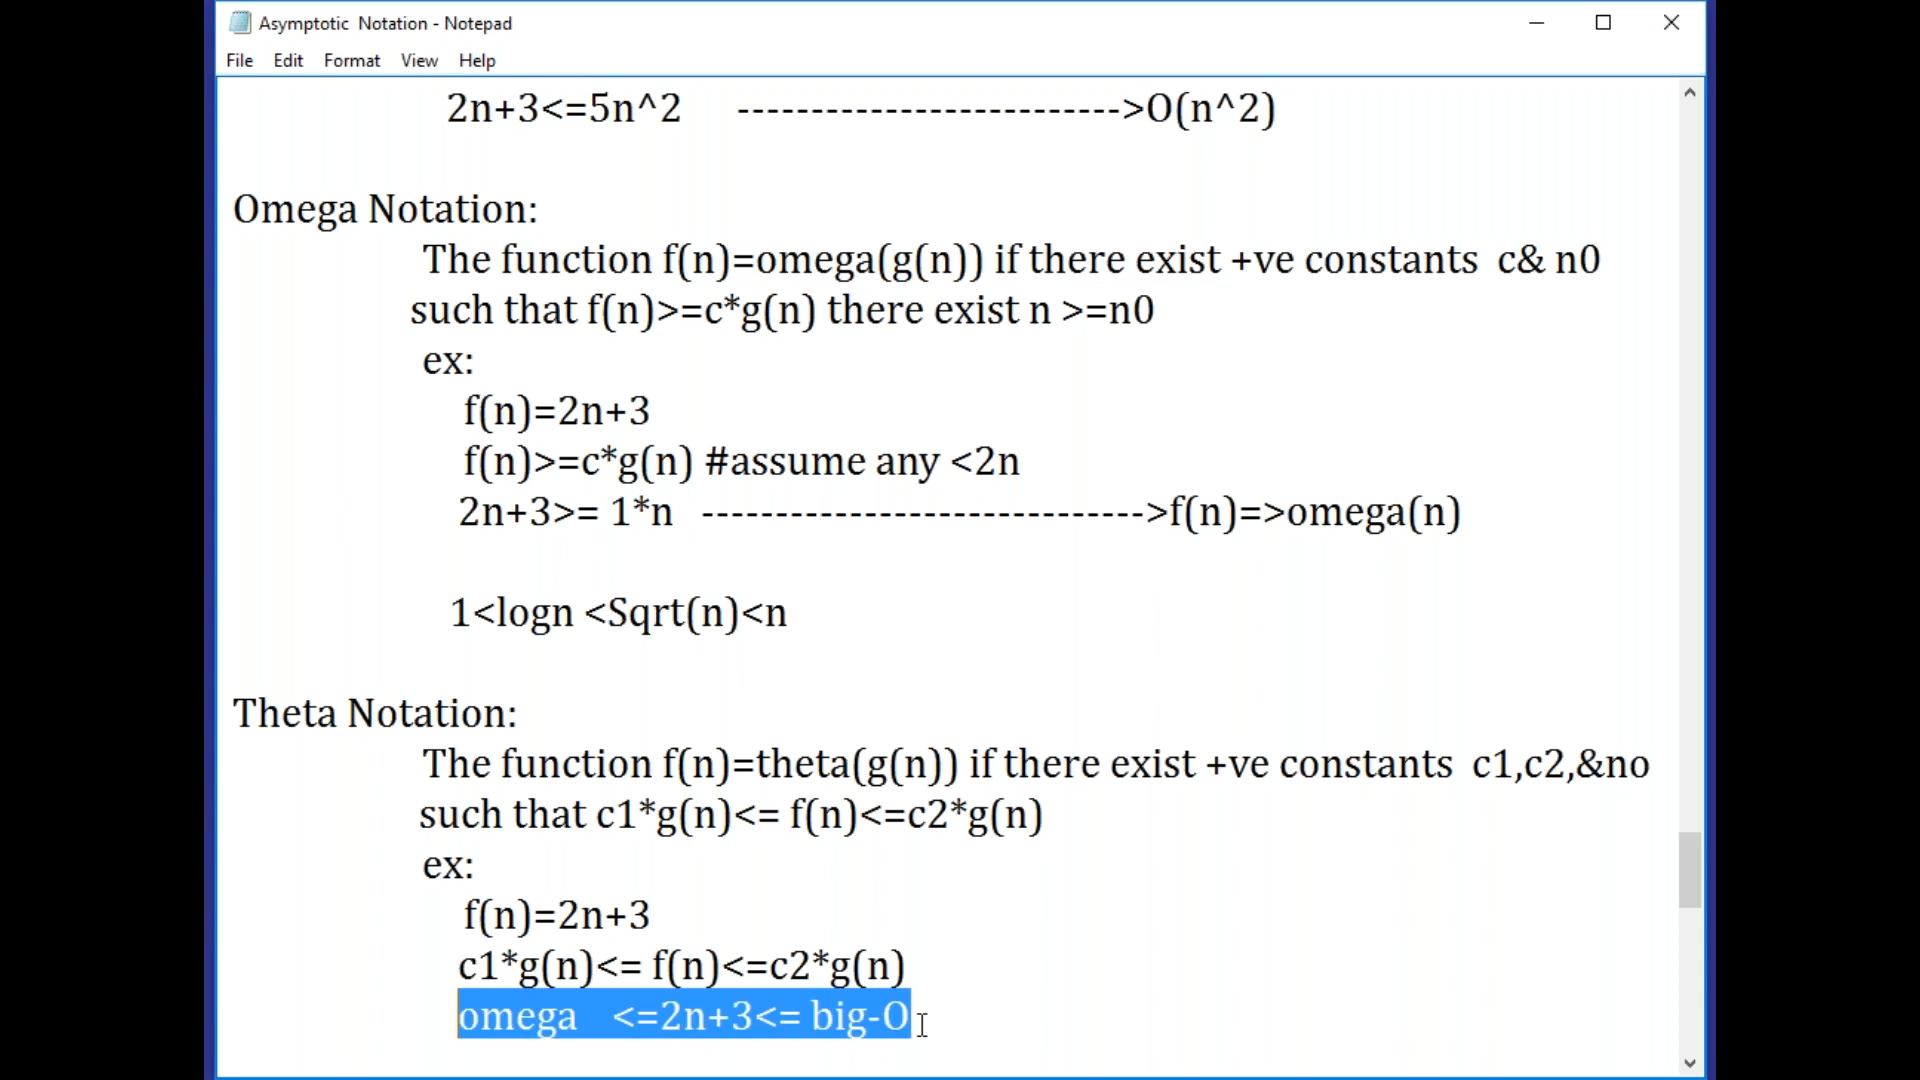 Asymptotic Notation - Notepad
File Edit Format View Help
2n+3<=5n^2 -------------------------->O(n^2)
Omega Notation:
The function f(n)=omega(g(n)) if there exist +ve constants c& n0
such that f(n)>=c*g(n) there exist n >=n0
ex:
f(n)=2n+3
f(n)>=c*g(n) #assume any <2n
2n+3>= 1*n ------------------------------>f(n)=>omega(n)
1<logn <Sqrt(n)<n
Theta Notation:
The function f(n)=theta(g(n)) if there exist +ve constants c1,c2,&no
such that c1*g(n)<= f(n)<=c2*g(n)
ex:
f(n)=2n+3
c1*g(n)<= f(n)<=c2*g(n)
omega <=2n+3<= big-O